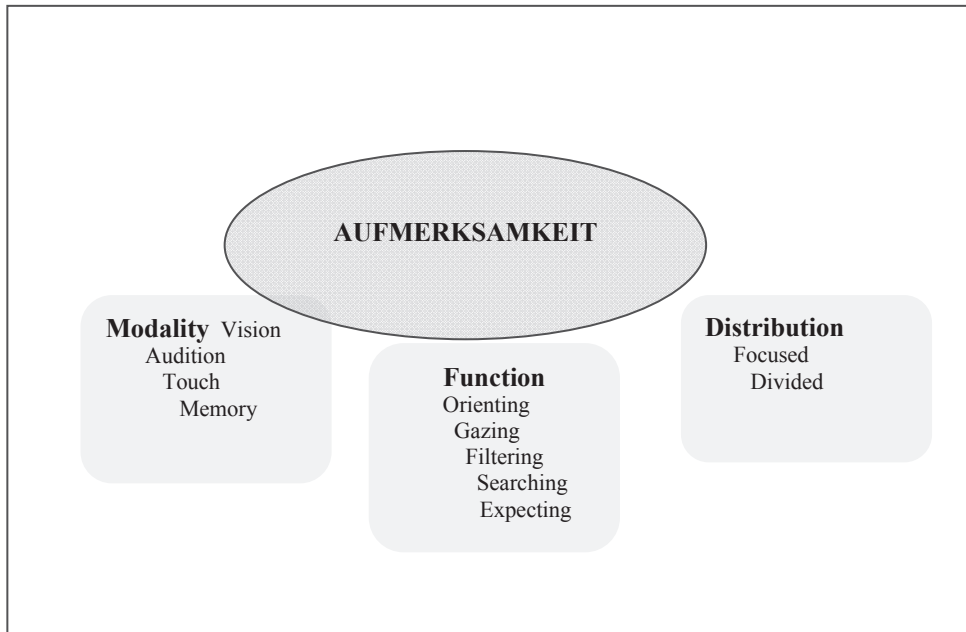 AUFMERKSAMKEIT
Modality Vision
Audition
Touch
Memory
Function
Orienting
Gazing
Filtering
Searching
Expecting
Distribution
Focused
Divided